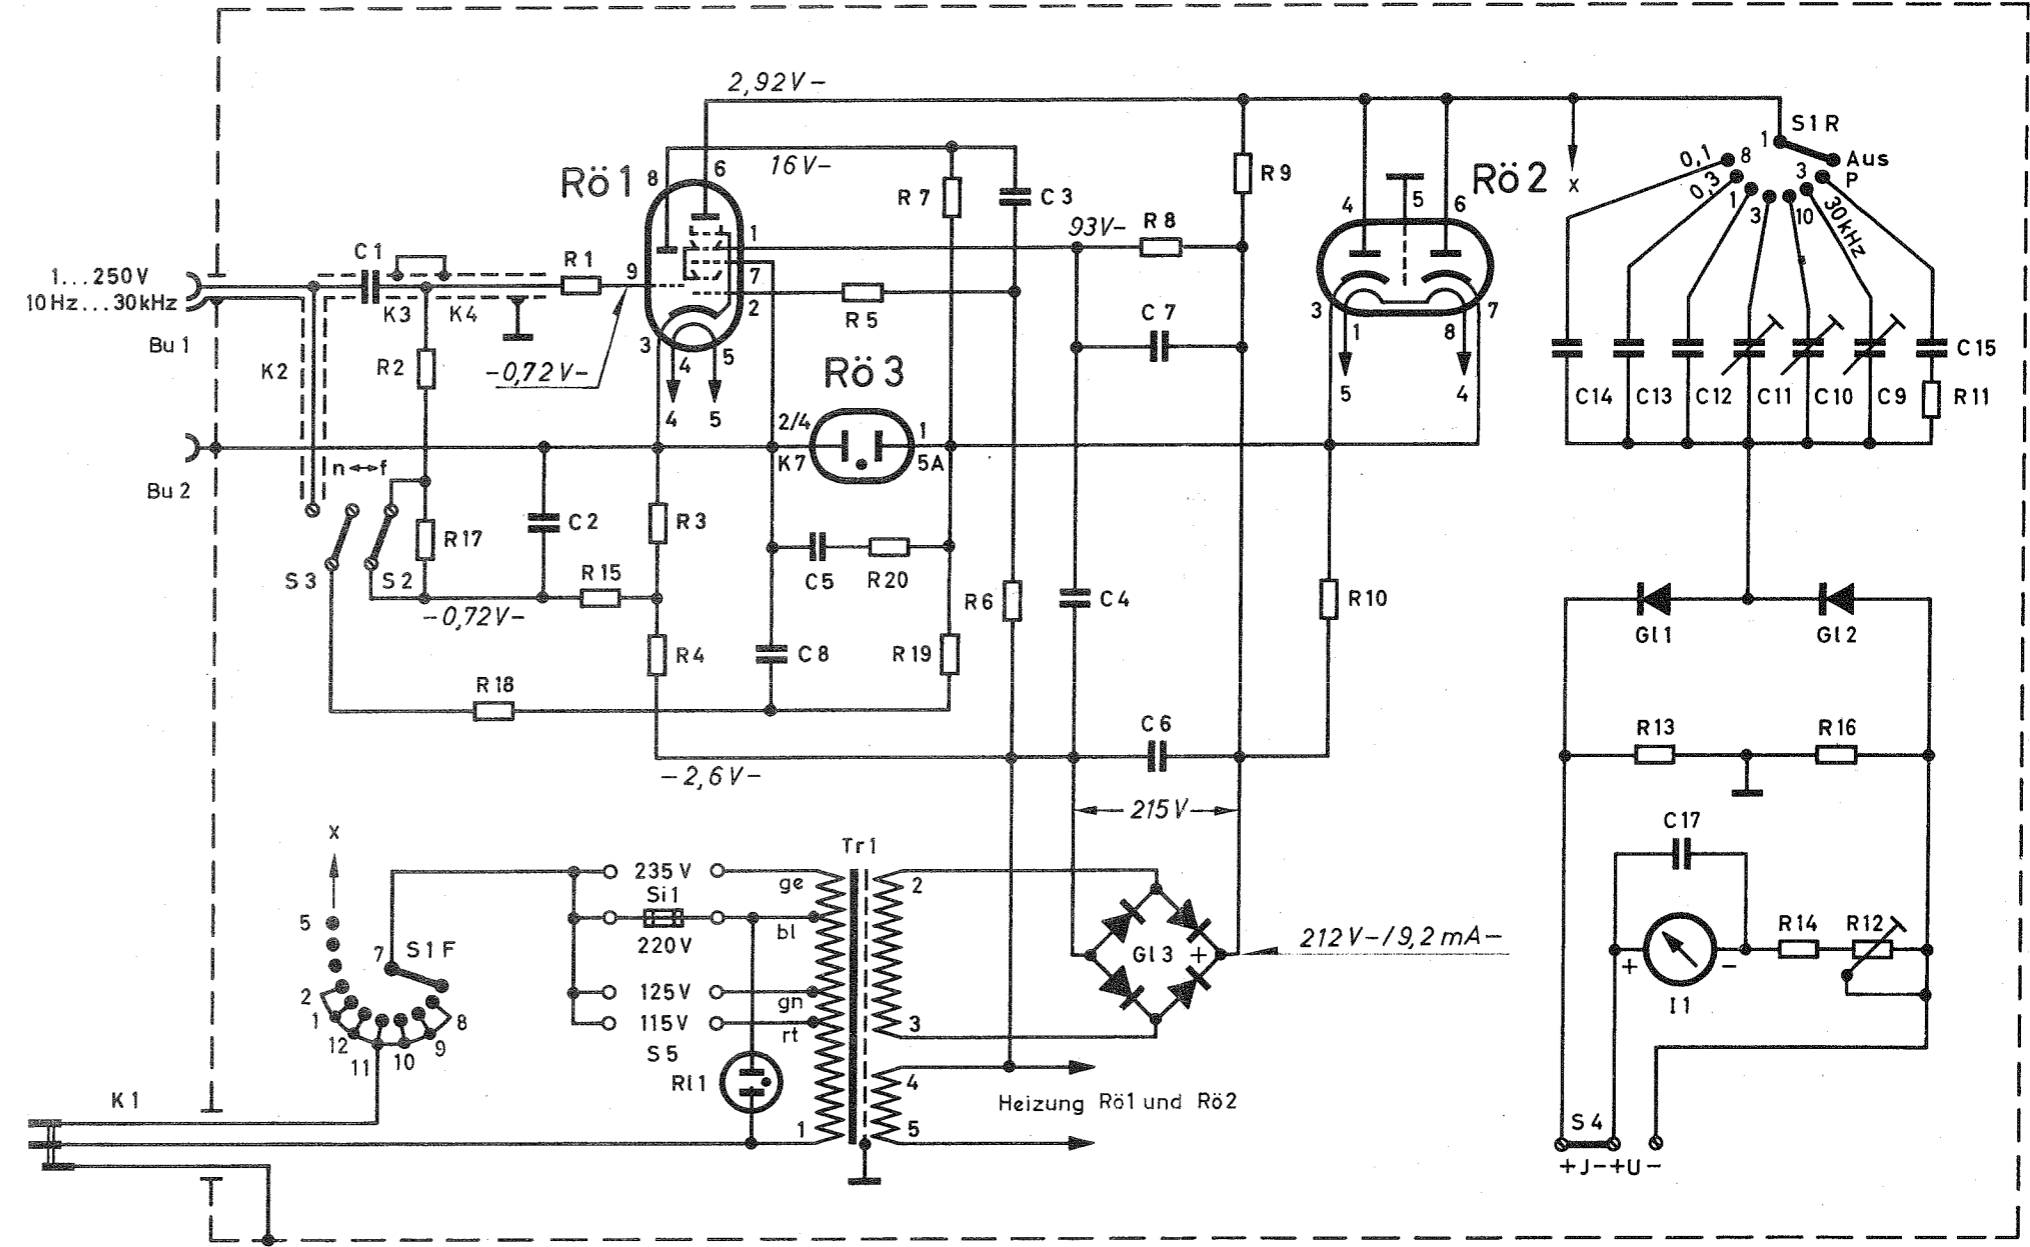 2,92V–
16V–
Rö1
8
6
R7
C3
93V–
R8
R9
Rö2
x
S1R
1
Aus
P
0,1
8
0,3
1
3
10
3
30kHz
1...250V
10Hz...30kHz
C1
R1
9
1
7
2
K3
K4
R5
4
5
6
3
1
8
7
5
4
Bu1
K2
R2
–0,72V–
3
4
5
4
5
Rö3
C7
C14
C13
C12
C11
C10
C9
C15
R11
2/4
K7
1
5A
Bu2
n↔f
R17
C2
R3
S3
S2
R15
C5
R20
–0,72V–
R6
C4
R10
Gl1
Gl2
R4
C8
R19
R18
C6
–2,6V–
R13
R16
215V
C17
x
Tr1
235V
ge
Si1
220V
bl
2
5
7
S1F
2
1
12
11
10
9
8
125V
gn
115V
rt
S5
3
Gl3
+
212V–/9,2mA–
R14
R12
+
–
I1
Rl1
4
5
1
Heizung Rö1 und Rö2
K1
S4
+J–+U–